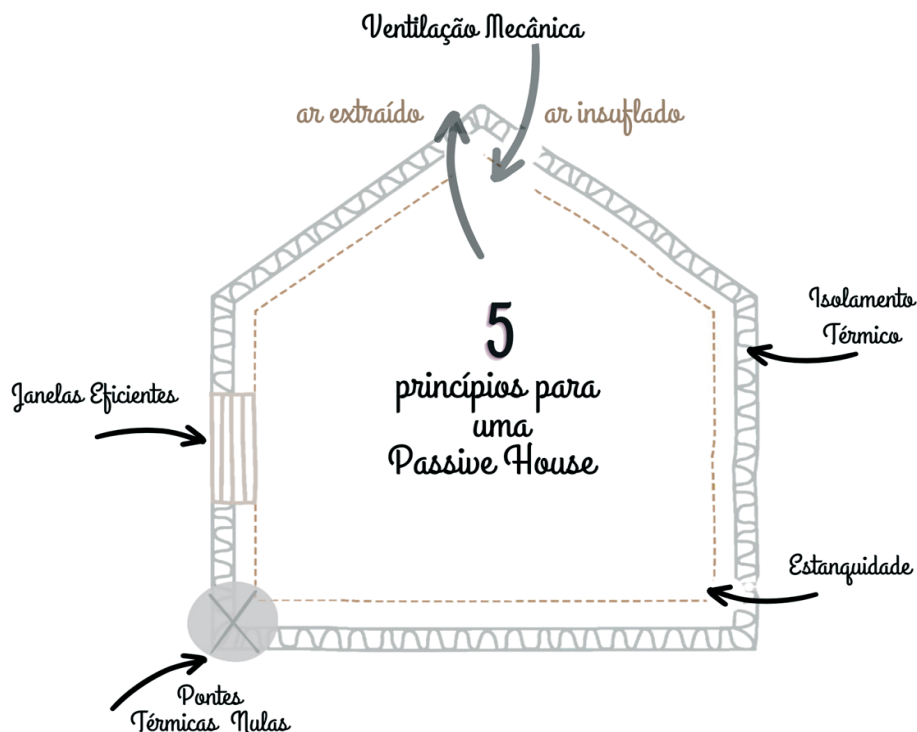 Ventilação Mecânica
ar extraído
ar insuflado
5
princípios para
uma
Passive House
Isolamento
Térmico
Janelas Eficientes
Estanquidade
Pontes
Térmicas Nulas